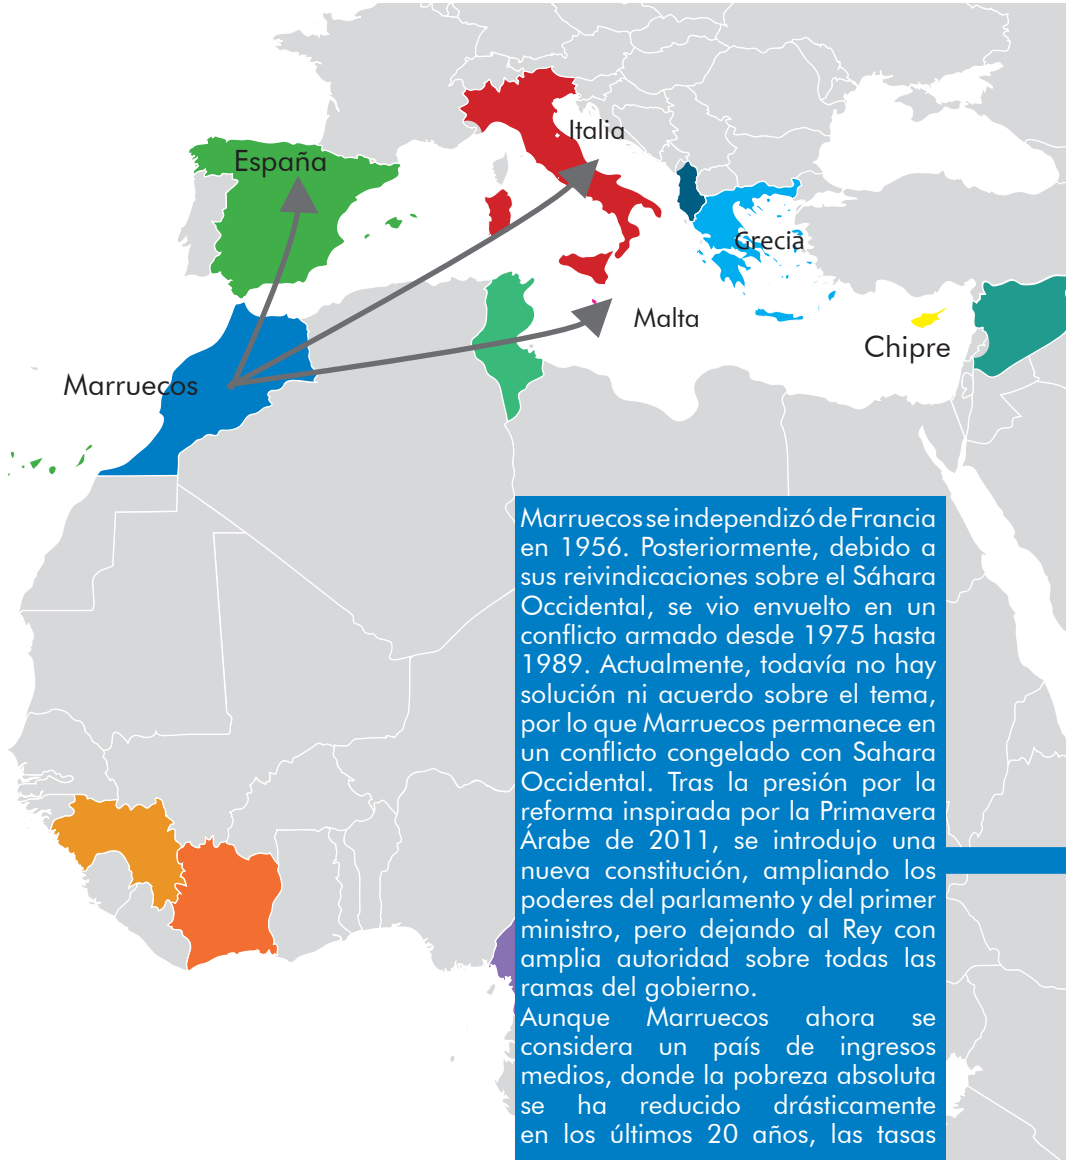 Italia
España
Grecia
Malta
Chipre
Marruecos
Marruecos se independizó de Francia
en 1956. Posteriormente, debido a
sus reivindicaciones sobre el Sáhara
Occidental, se vio envuelto en un
conflicto armado desde 1975 hasta
1989. Actualmente, todavía no hay
solución ni acuerdo sobre el tema,
por lo que Marruecos permanece en
un conflicto congelado con Sahara
Occidental. Tras la presión por la
reforma inspirada por la Primavera
Árabe de 2011, se introdujo una
nueva constitución, ampliando los
poderes del parlamento y del primer
ministro, pero dejando al Rey con
amplia autoridad sobre todas las
ramas del gobierno.
Aunque Marruecos ahora se
considera un país de ingresos
medios, donde la pobreza absoluta
se ha reducido drásticamente
en los últimos 20 años, las tasas